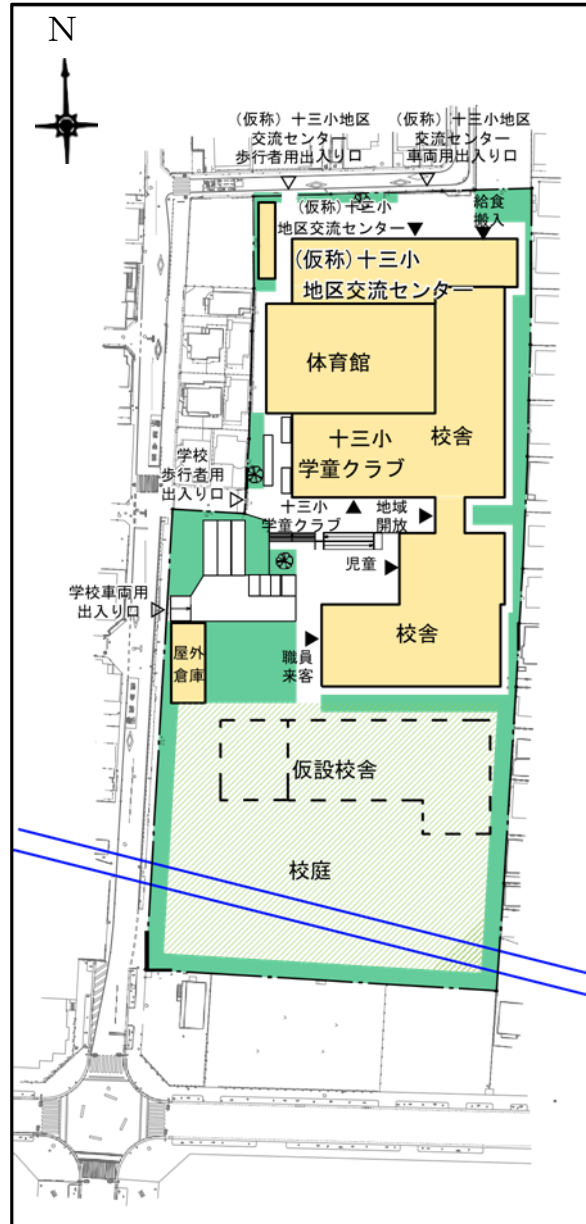 N
(仮称) 十三小地区
交流センター
歩行者用出入り口
(仮称) 十三小地区
交流センター
車両用出入り口
(仮称)十三小
地区交流センター
給食
搬入
(仮称)十三小
地区交流センター
体育館
十三小
学童クラブ
校舎
学校
歩行者用
出入り口
十三小
学童クラブ
地域
開放
児童
学校車両用
出入り口
屋外
倉庫
職員
来客
校舎
仮設校舎
校庭